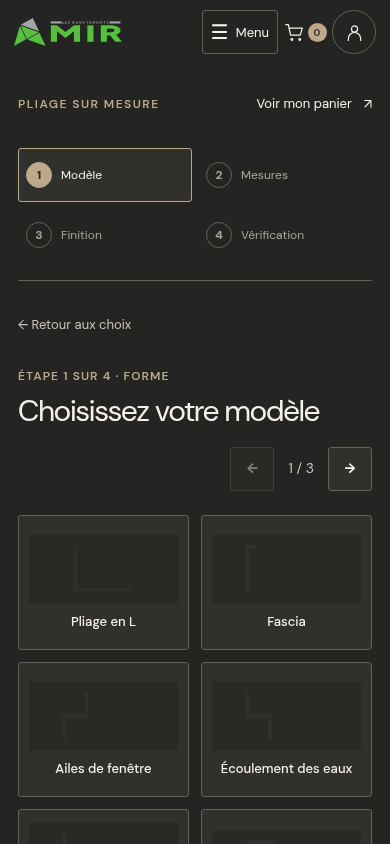 LES REVÊTEMENTS
MIR
Menu
0
PLIAGE SUR MESURE
Voir mon panier
1 Modèle
2 Mesures
3 Finition
4 Vérification
← Retour aux choix
ÉTAPE 1 SUR 4 · FORME
Choisissez votre modèle
← 1 / 3 →
Pliage en L
Fascia
Ailes de fenêtre
Écoulement des eaux